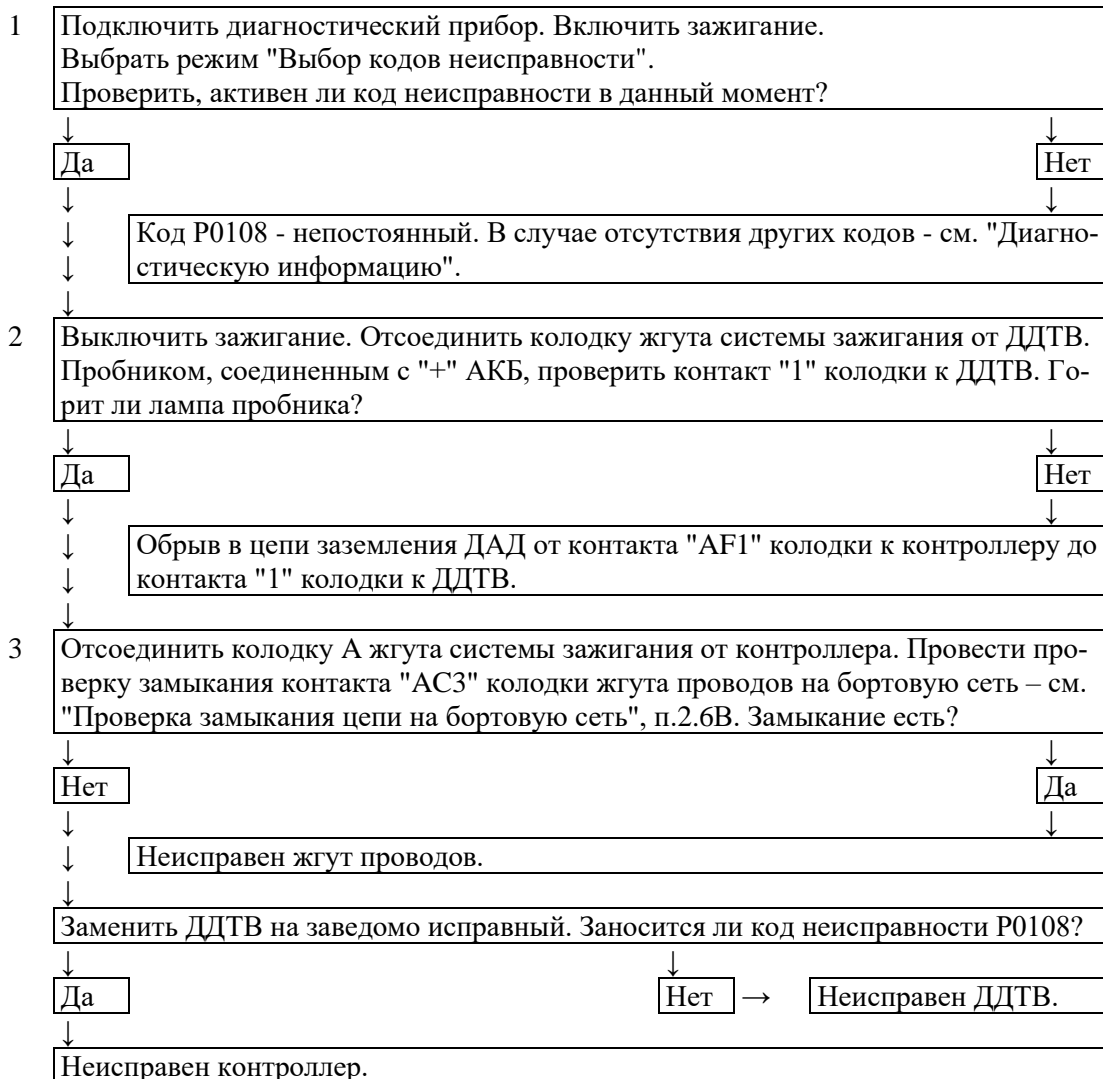 1 Подключить диагностический прибор. Включить зажигание.
Выбрать режим "Выбор кодов неисправности".
Проверить, активен ли код неисправности в данный момент?
↓ ↓
Да Нет
↓ ↓
↓ Код Р0108 - непостоянный. В случае отсутствия других кодов - см. "Диагно-
↓ стическую информацию".
↓
2 Выключить зажигание. Отсоединить колодку жгута системы зажигания от ДДТВ.
Пробником, соединенным с "+" АКБ, проверить контакт "1" колодки к ДДТВ. Го-
рит ли лампа пробника?
↓ ↓
Да Нет
↓ ↓
↓ Обрыв в цепи заземления ДАД от контакта "AF1" колодки к контроллеру до
↓ контакта "1" колодки к ДДТВ.
↓
3 Отсоединить колодку А жгута системы зажигания от контроллера. Провести про-
верку замыкания контакта "АС3" колодки жгута проводов на бортовую сеть – см.
"Проверка замыкания цепи на бортовую сеть", п.2.6В. Замыкание есть?
↓ ↓
Нет Да
↓ ↓
↓ Неисправен жгут проводов.
↓
Заменить ДДТВ на заведомо исправный. Заносится ли код неисправности Р0108?
↓ ↓
Да Нет → Неисправен ДДТВ.
↓
Неисправен контроллер.